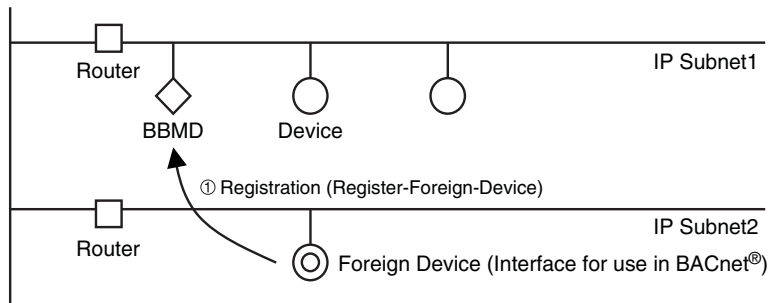 IP Subnet1
Router
BBMD
Device
① Registration (Register-Foreign-Device)
IP Subnet2
Router
Foreign Device (Interface for use in BACnet®)